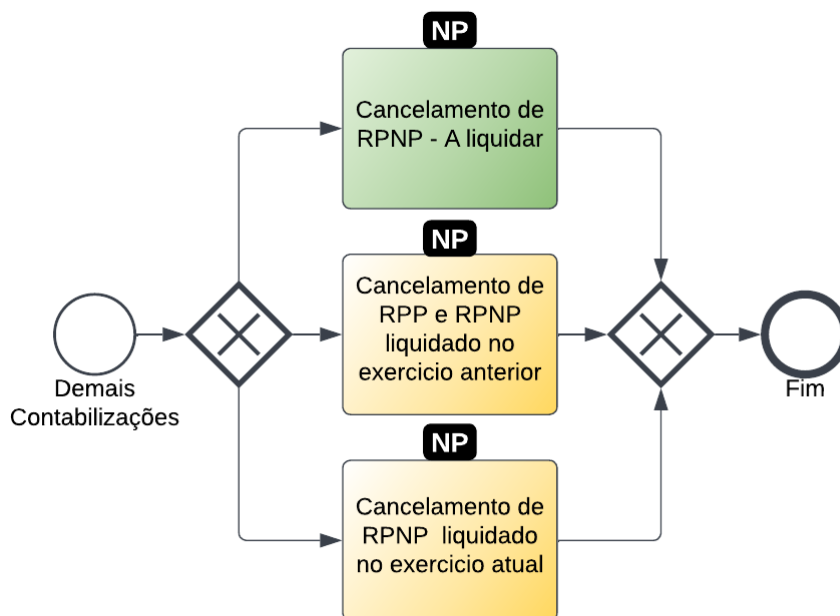 NP
Cancelamento de
RPNP - A liquidar
NP
Cancelamento de
RPP e RPNP
liquidado no
exercicio anterior
Demais
Contabilizações
Fim
NP
Cancelamento de
RPNP liquidado
no exercicio atual